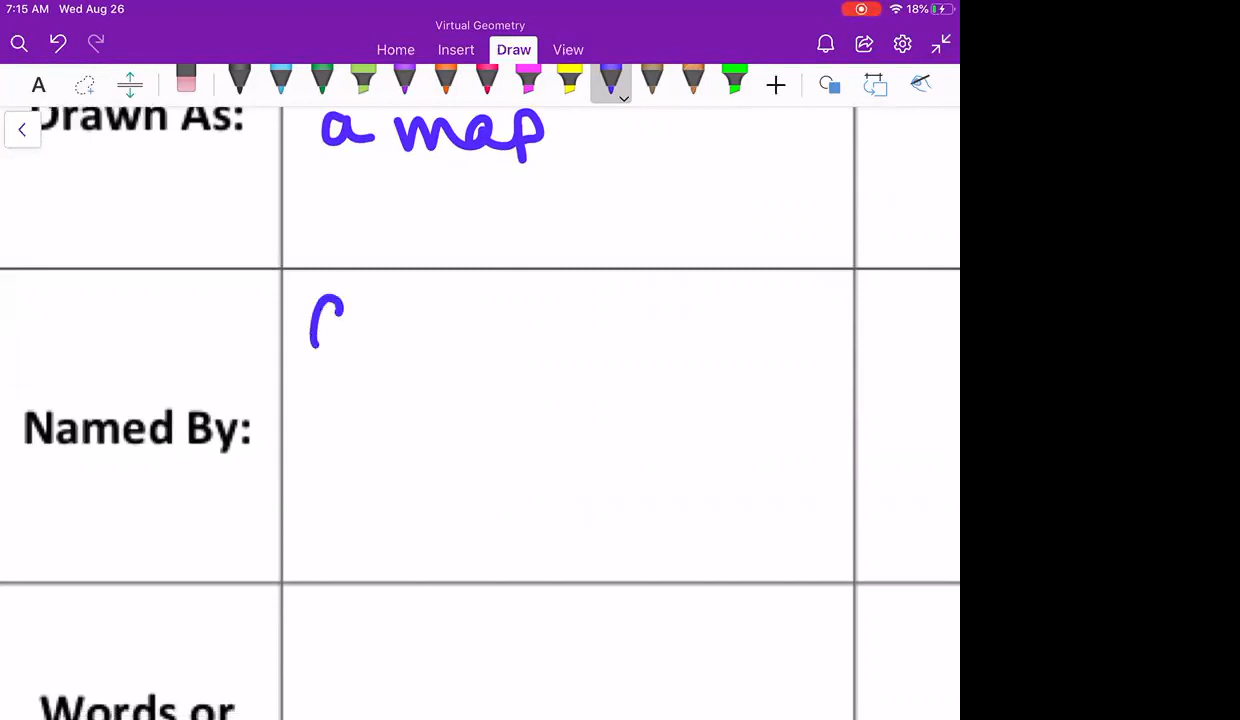 7:15 AM Wed Aug 26
18%
Virtual Geometry
Home Insert Draw View
A
Drawn As:
a map
Named By:
Words or